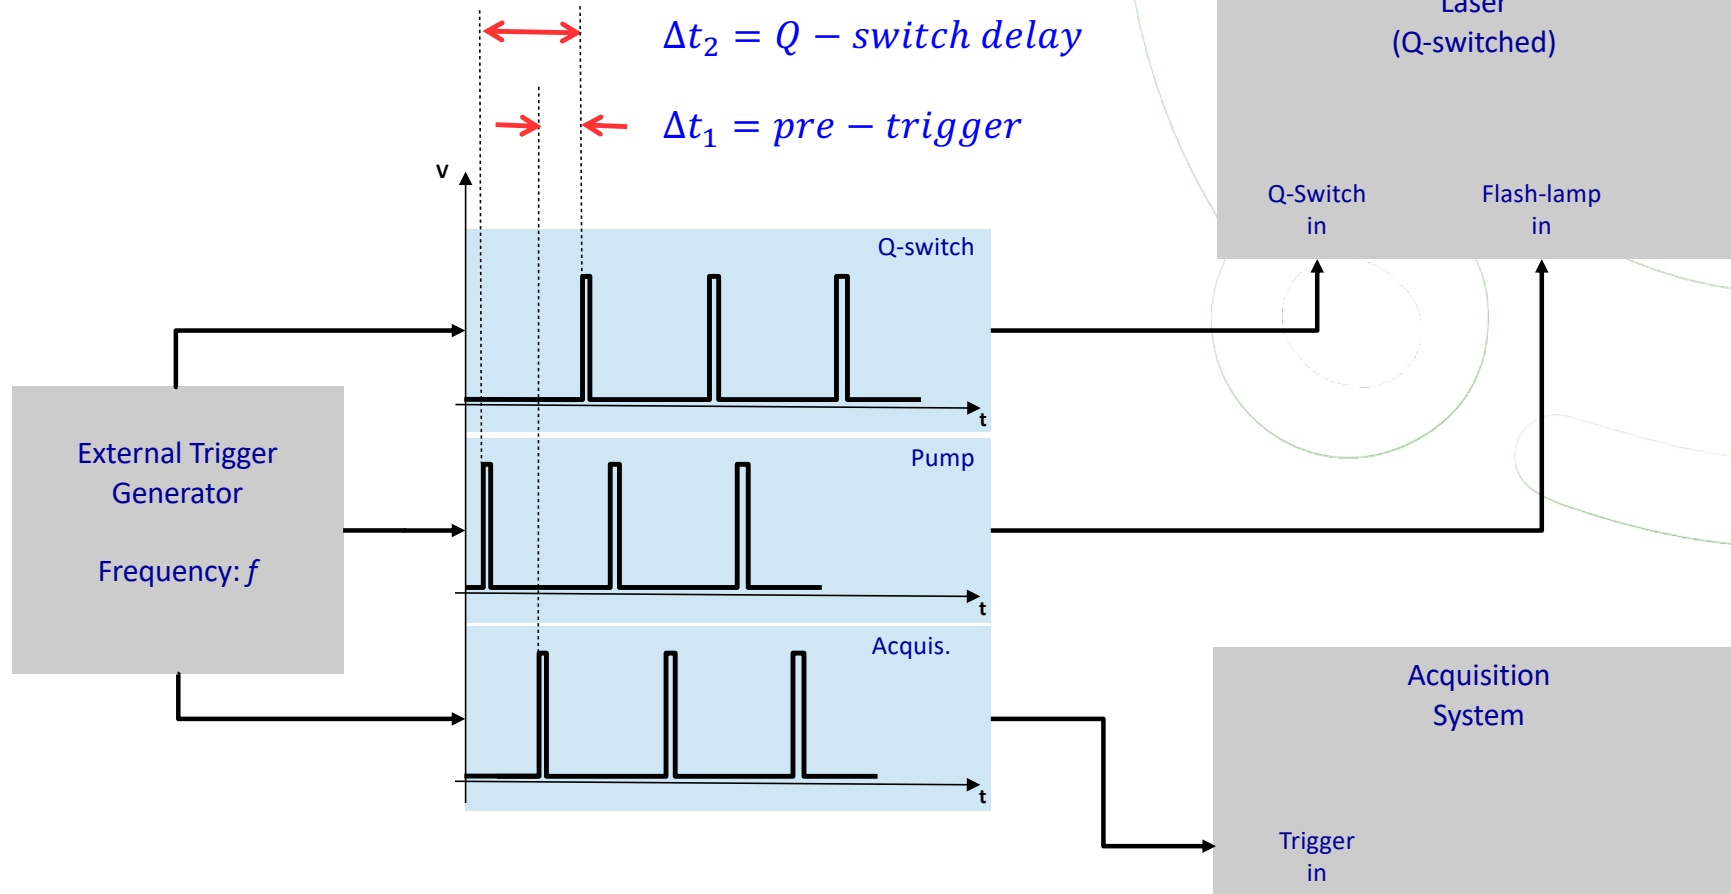 Laser
(Q-switched)
Δt₂ = Q − switch delay
Δt₁ = pre − trigger
V
Q-Switch
in
Flash-lamp
in
Q-switch
t
External Trigger
Generator
Frequency: f
Pump
t
Acquis.
t
Acquisition
System
Trigger
in